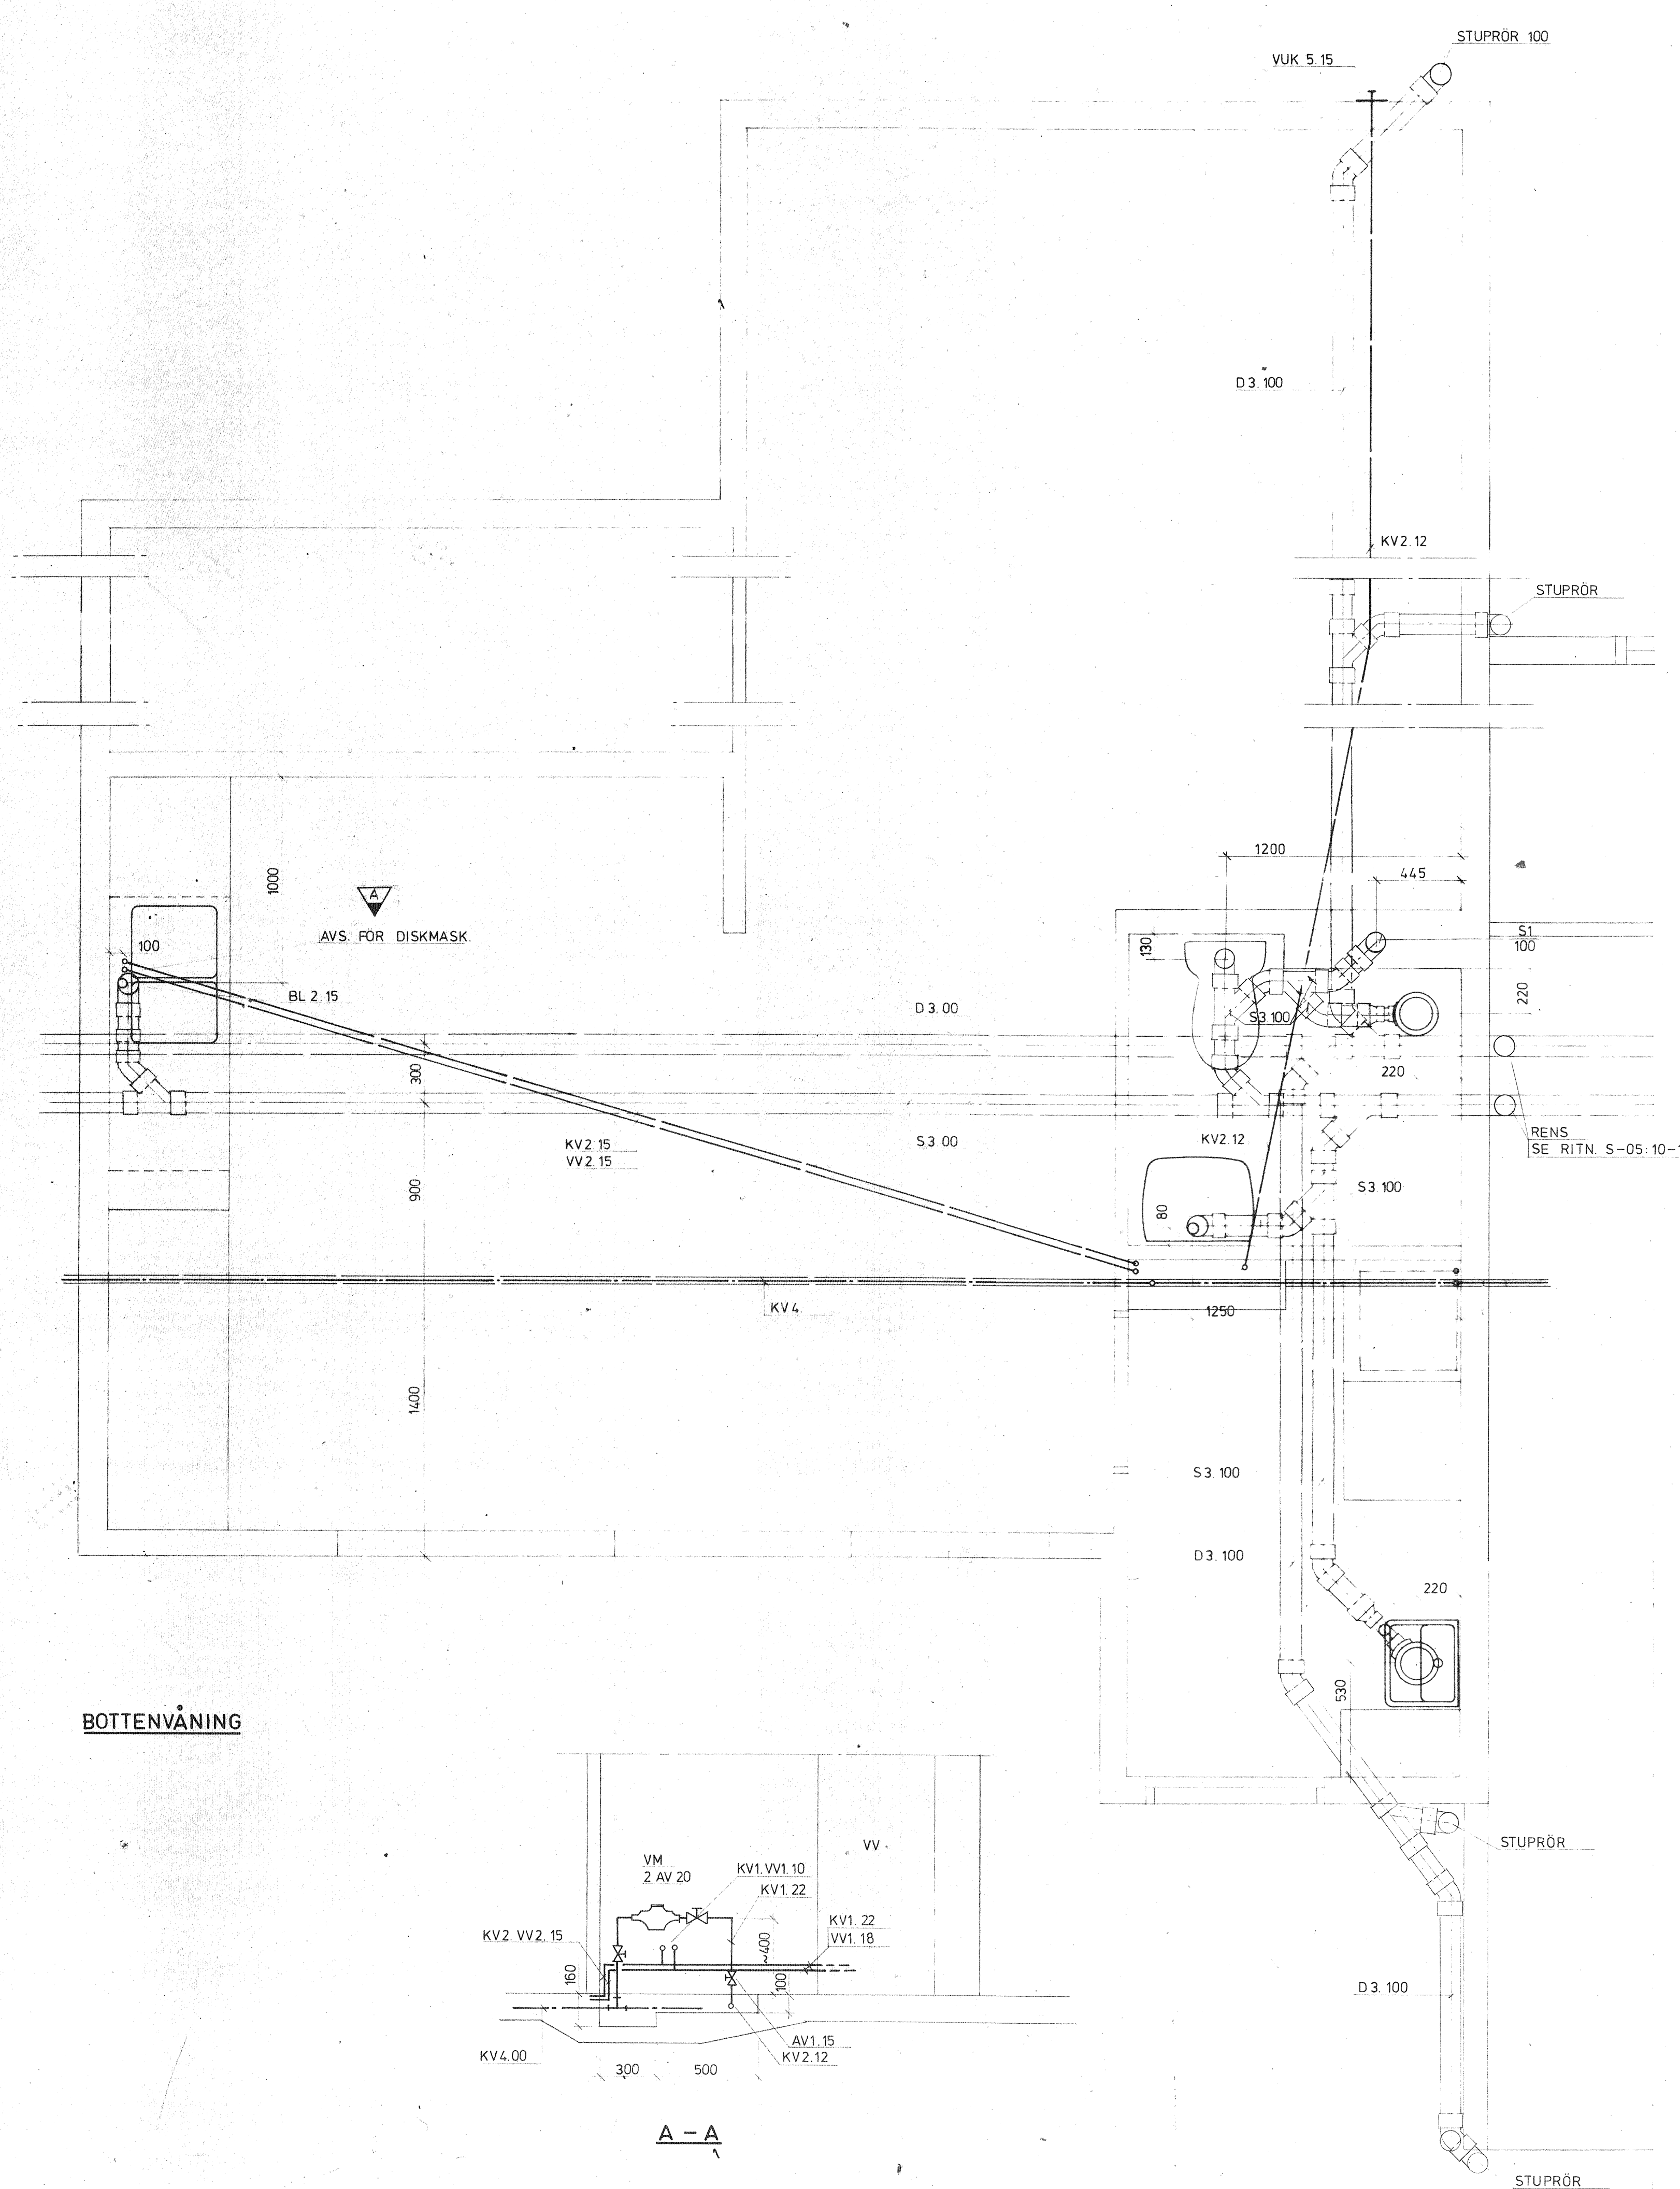 STUPRÖR 100
VUK 5.15
D 3.100
KV2.12
STUPRÖR
1200
445
1000
A
AVS. FÖR DISKMASK.
130
S1
100
100
BL 2.15
D 3.00
S3.100
220
300
220
KV2.15
VV2.15
S 3.00
KV2.12
RENS
SE RITN. S-05:10-
S3.100
900
80
KV4.
1250
1400
S3.100
D3.100
220
530
BOTTENVÅNING
STUPRÖR
VV.
VM
2 AV 20
KV1.VV1.10
KV1.22
KV1.22
VV1.18
KV2.VV2.15
~400
160
100
D3.100
AV1.15
KV2.12
KV4.00
300
500
A - A
STUPRÖR